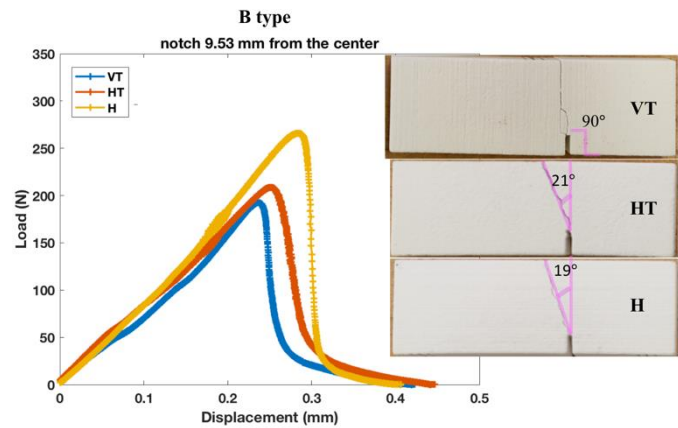 B type
notch 9.53 mm from the center
350
300
250
200
150
100
50
0
Load (N)
VT
HT
H
0
0.1
0.2
0.3
0.4
0.5
Displacement (mm)
90°
VT
21°
HT
19°
H